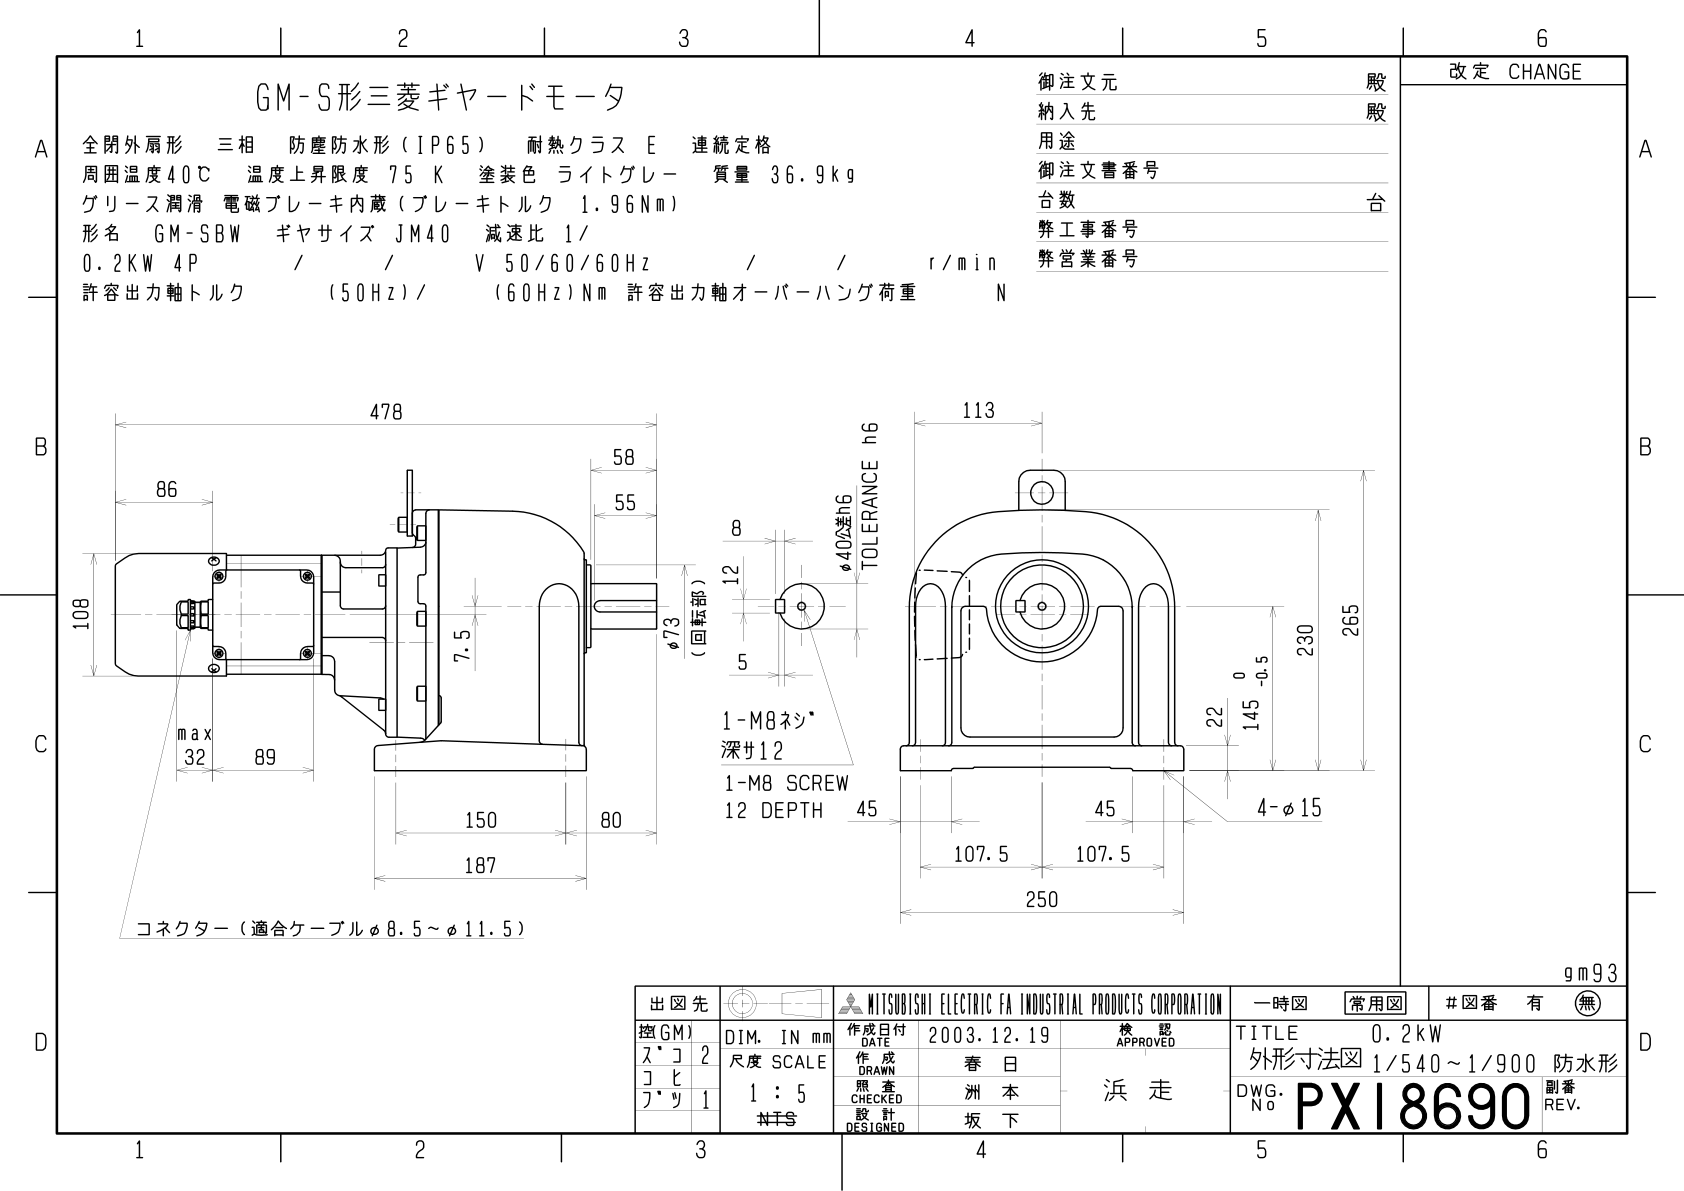 1 2 3 4 5 6
改定 CHANGE
GM-S形三菱ギヤードモータ
全閉外扇形 三相 防塵防水形(IP65) 耐熱クラス E 連続定格
周囲温度40℃ 温度上昇限度 75 K 塗装色 ライトグレー 質量 36.9kg
グリース潤滑 電磁ブレーキ内蔵(ブレーキトルク 1.96Nm)
形名 GM-SBW ギヤサイズ JM40 減速比 1/
0.2KW 4P / / V 50/60/60Hz / / r/min
許容出力軸トルク (50Hz)/ (60Hz)Nm 許容出力軸オーバーハング荷重 N
御注文元 殿
納入先 殿
用途
御注文書番号
台数 台
弊工事番号
弊営業番号
A A
B B
C C
D D
478
58
86
55
108
7.5
φ73
(回転部)
max
32
89
150
80
187
コネクター(適合ケーブルφ8.5～φ11.5)
8
12
5
φ40公差h6
TOLERANCE h6
1-M8ネジ
深サ12
1-M8 SCREW
12 DEPTH
113
265
230
145 0 -0.5
22
45
45
4-φ15
107.5
107.5
250
gm93
出図先
控(GM)
ズコ 2
コヒ
ブツ 1
DIM. IN mm
尺度 SCALE
1 : 5
NTS
MITSUBISHI ELECTRIC FA INDUSTRIAL PRODUCTS CORPORATION
作成日付 DATE 2003.12.19
作成 DRAWN 春日
照査 CHECKED 洲本
設計 DESIGNED 坂下
検認 APPROVED
浜走
一時図 常用図 #図番 有 無
TITLE 0.2kW
外形寸法図 1/540～1/900 防水形
DWG. No PX18690 副番 REV.
1 2 3 4 5 6